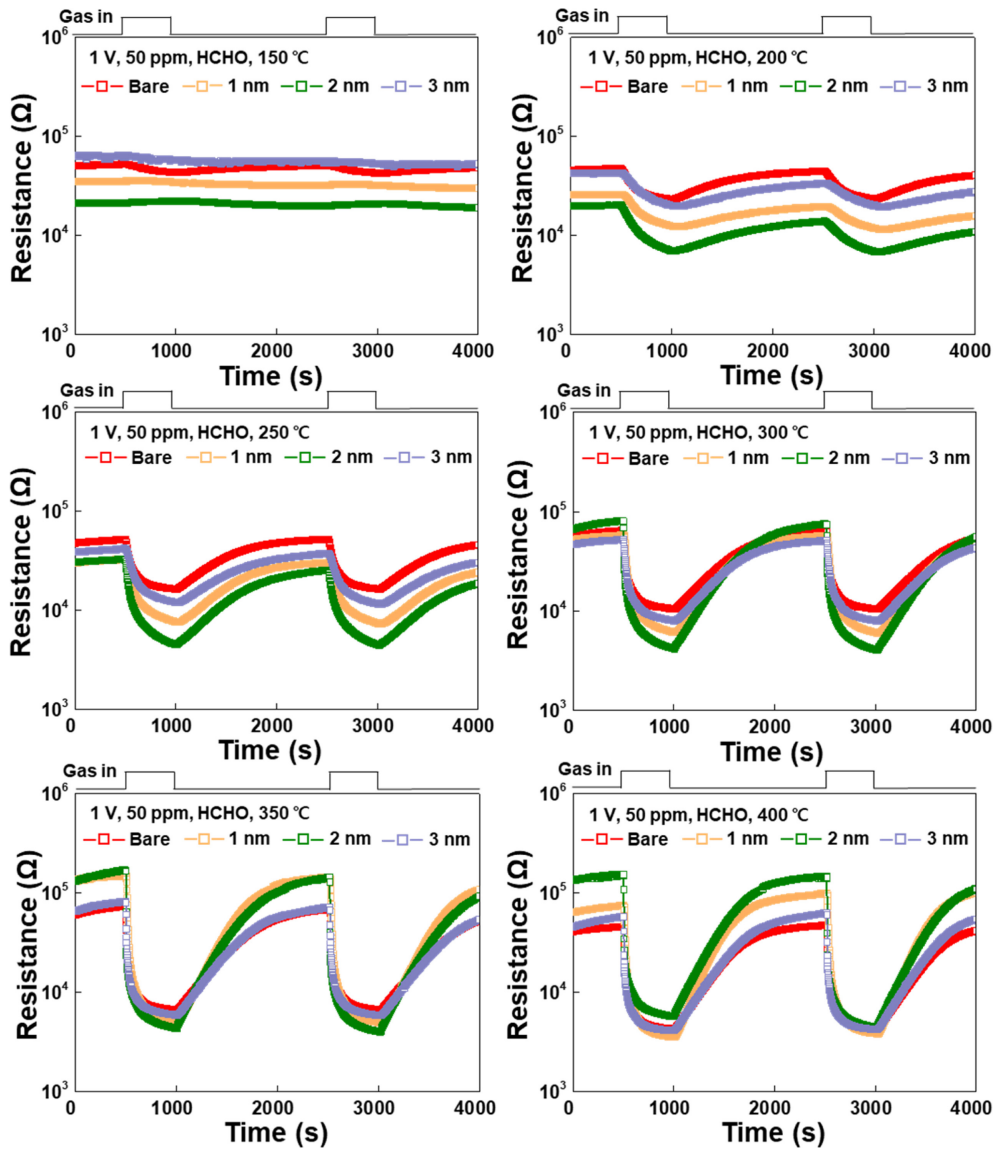 Gas in
10⁶
1 V, 50 ppm, HCHO, 150 ℃
Bare 1 nm 2 nm 3 nm
10⁵
10⁴
10³
Resistance (Ω)
0 1000 2000 3000 4000
Time (s)
Gas in
10⁶
1 V, 50 ppm, HCHO, 200 ℃
Bare 1 nm 2 nm 3 nm
10⁵
10⁴
10³
Resistance (Ω)
0 1000 2000 3000 4000
Time (s)
Gas in
10⁶
1 V, 50 ppm, HCHO, 250 ℃
Bare 1 nm 2 nm 3 nm
10⁵
10⁴
10³
Resistance (Ω)
0 1000 2000 3000 4000
Time (s)
Gas in
10⁶
1 V, 50 ppm, HCHO, 300 ℃
Bare 1 nm 2 nm 3 nm
10⁵
10⁴
10³
Resistance (Ω)
0 1000 2000 3000 4000
Time (s)
Gas in
10⁶
1 V, 50 ppm, HCHO, 350 ℃
Bare 1 nm 2 nm 3 nm
10⁵
10⁴
10³
Resistance (Ω)
0 1000 2000 3000 4000
Time (s)
Gas in
10⁶
1 V, 50 ppm, HCHO, 400 ℃
Bare 1 nm 2 nm 3 nm
10⁵
10⁴
10³
Resistance (Ω)
0 1000 2000 3000 4000
Time (s)